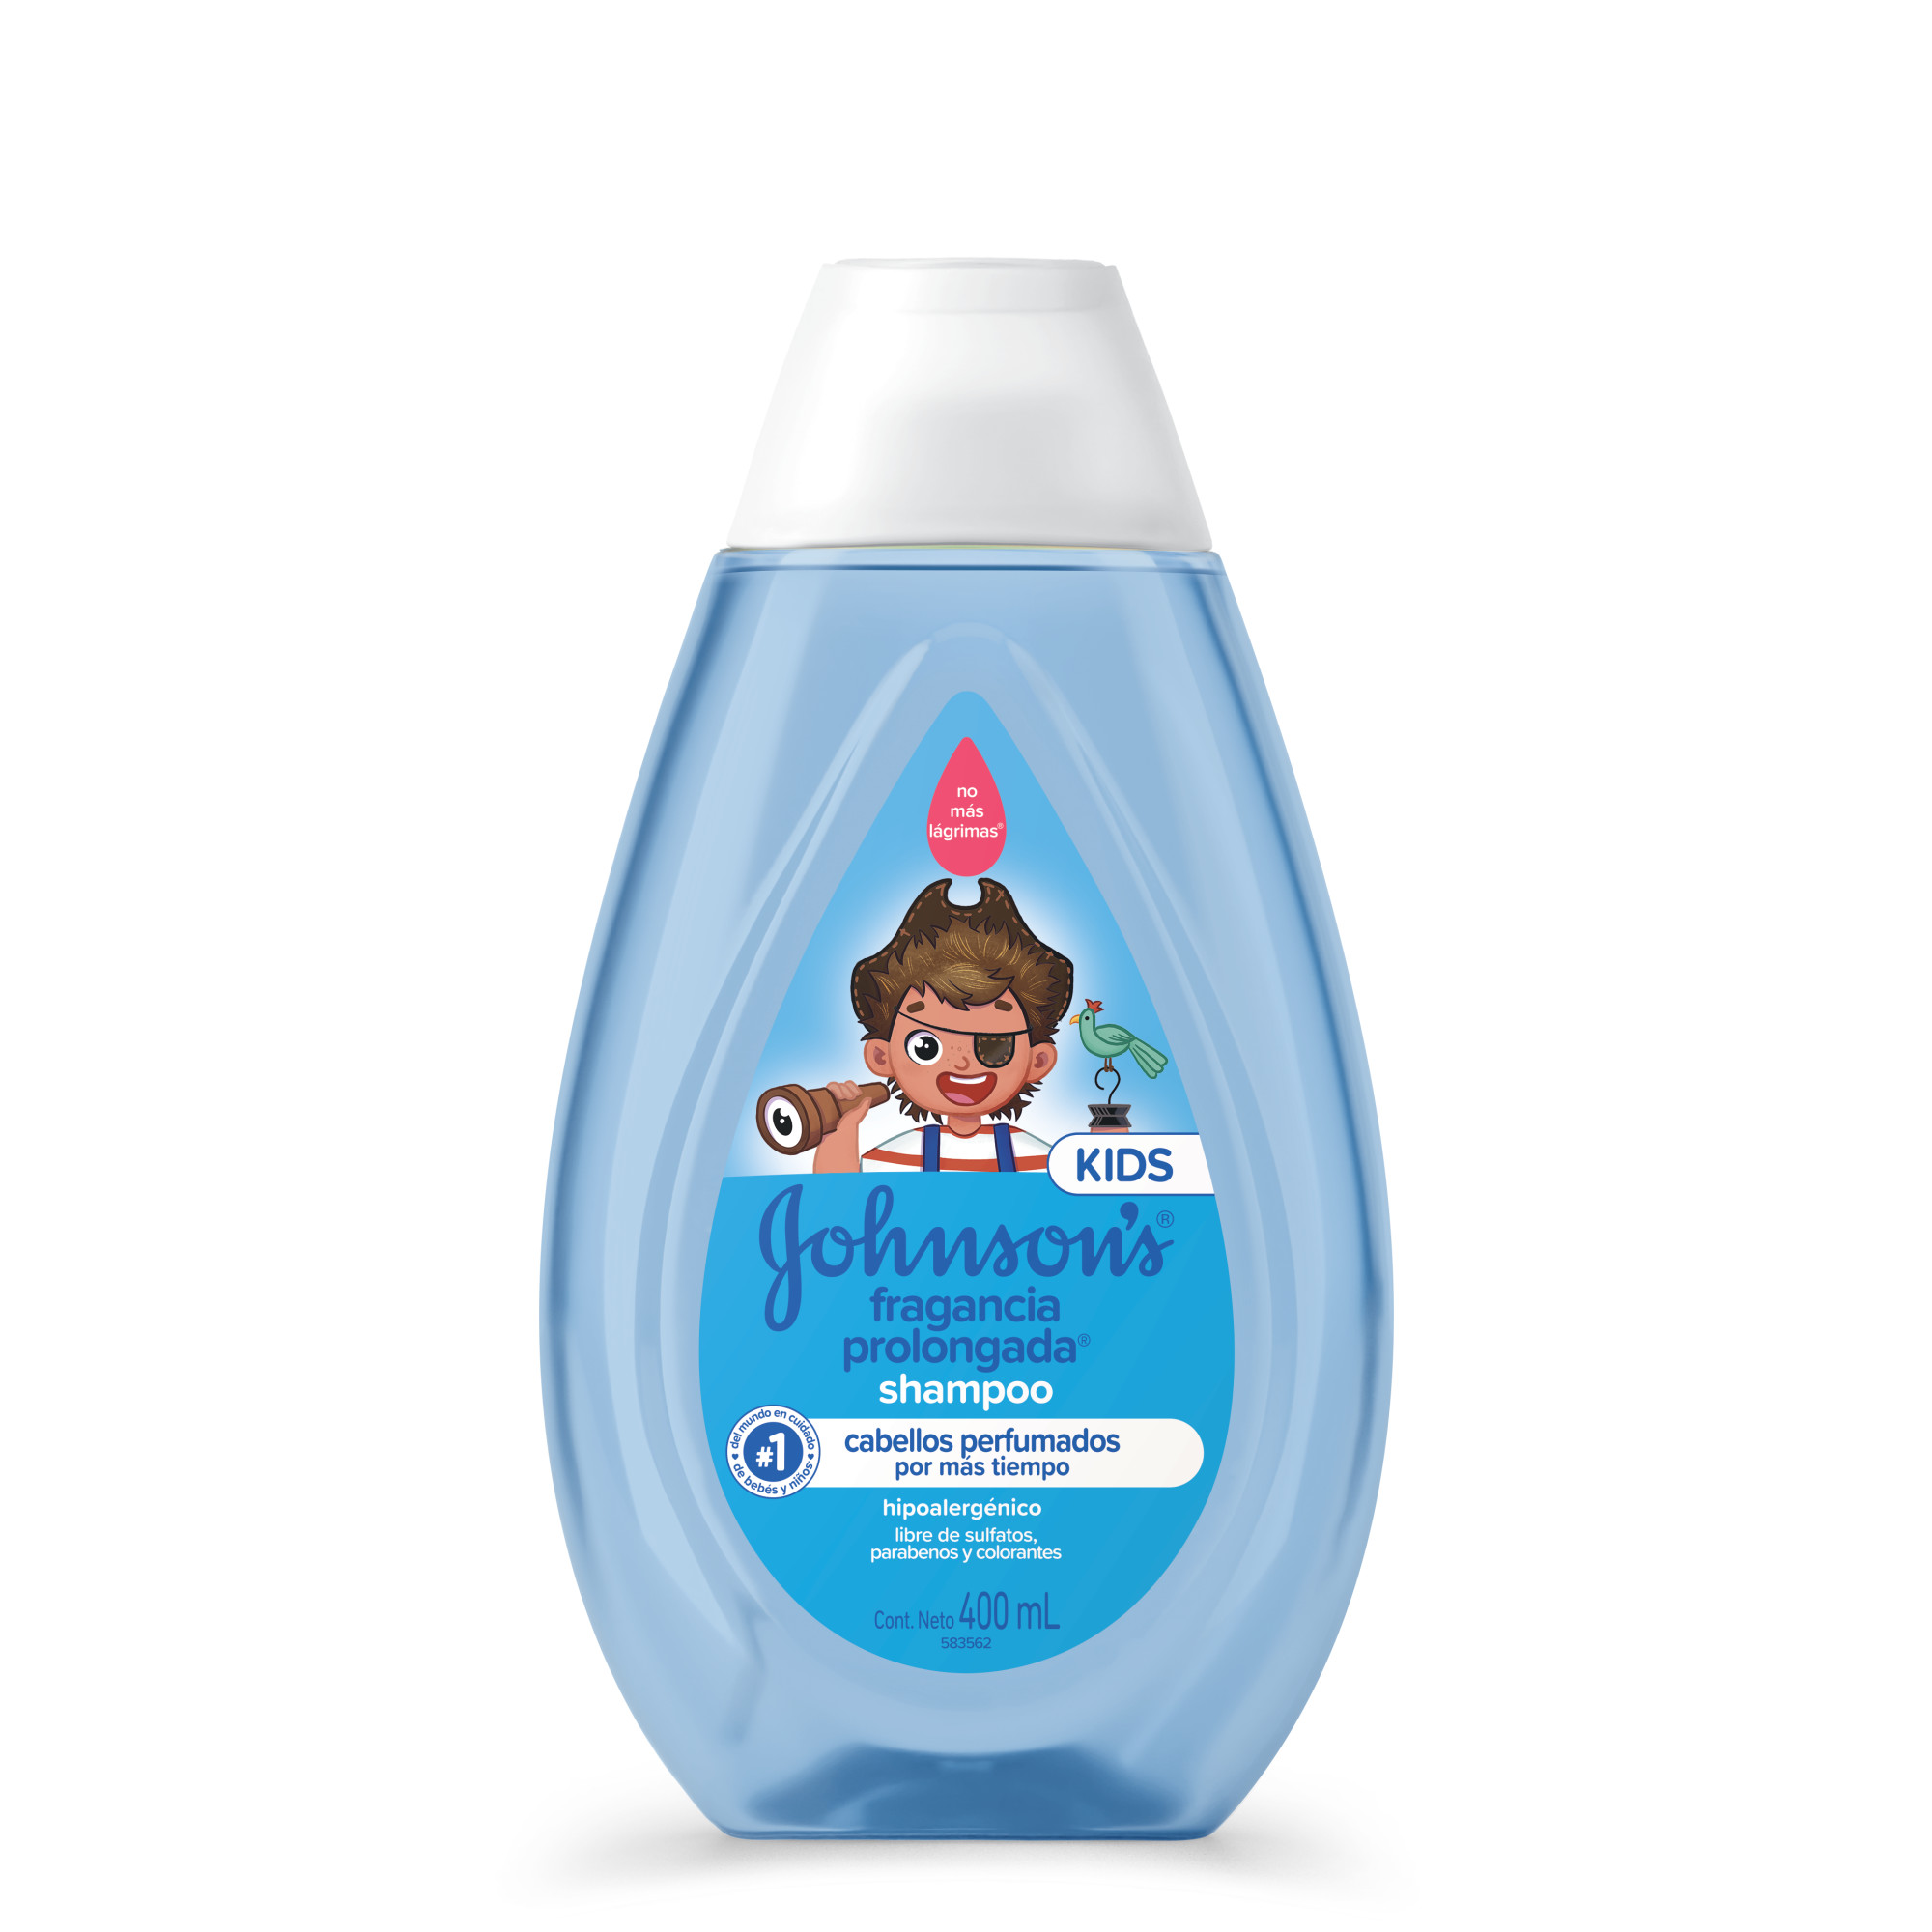 no
más
lágrimas®
KIDS
Johnson's®
fragancia
prolongada®
shampoo
#1
del mundo en cuidado
de bebés y niños
cabellos perfumados
por más tiempo
hipoalergénico
libre de sulfatos,
parabenos y colorantes
Cont. Neto 400 mL
583562